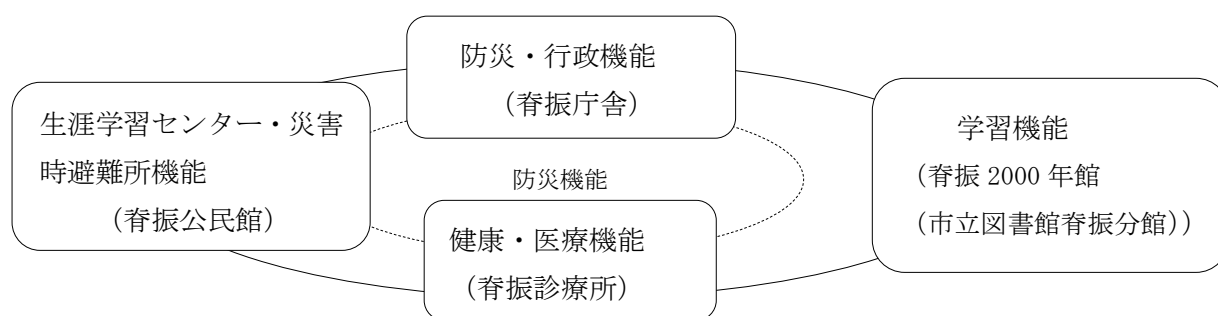 防災・行政機能
（脊振庁舎）
生涯学習センター・災害
時避難所機能
（脊振公民館）
学習機能
（脊振 2000 年館
（市立図書館脊振分館））
防災機能
健康・医療機能
（脊振診療所）